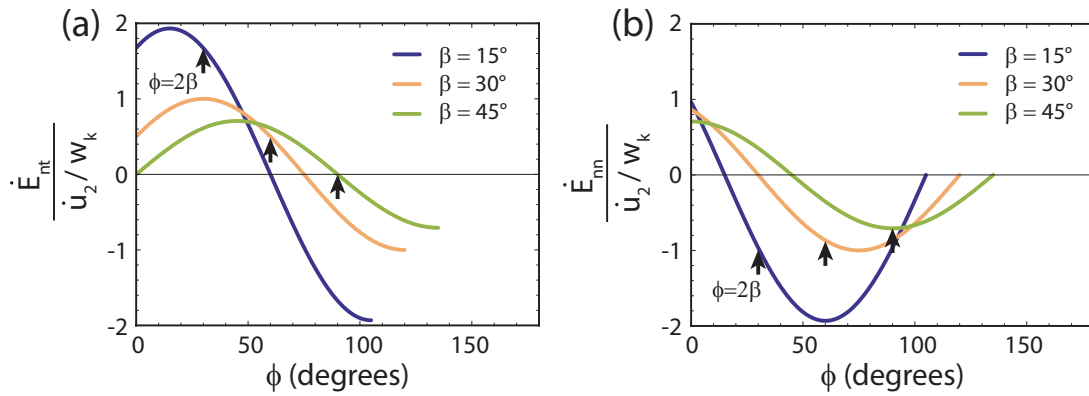 (a)
2
1
0
-1
-2
0
50
100
150
ϕ (degrees)
Ė_nt
u̇_2 / w_k
ϕ=2β
β = 15°
β = 30°
β = 45°
(b)
2
1
0
-1
-2
0
50
100
150
ϕ (degrees)
Ė_nn
u̇_2 / w_k
ϕ=2β
β = 15°
β = 30°
β = 45°